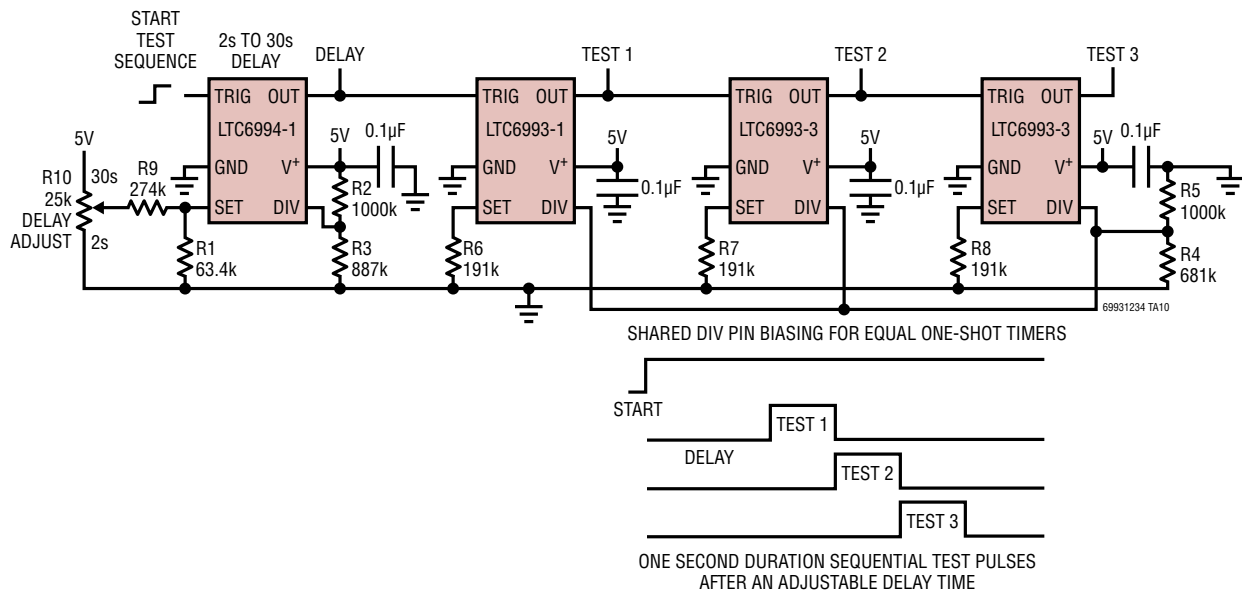 START
TEST
SEQUENCE
2s TO 30s
DELAY
DELAY
TEST 1
TEST 2
TEST 3
TRIG OUT
LTC6994-1
GND V+
SET DIV
TRIG OUT
LTC6993-1
GND V+
SET DIV
TRIG OUT
LTC6993-3
GND V+
SET DIV
TRIG OUT
LTC6993-3
GND V+
SET DIV
5V
R10
25k
DELAY
ADJUST
30s
2s
R9
274k
R1
63.4k
5V
0.1µF
R2
1000k
R3
887k
R6
191k
5V
0.1µF
R7
191k
5V
0.1µF
R8
191k
5V
0.1µF
R5
1000k
R4
681k
69931234 TA10
SHARED DIV PIN BIASING FOR EQUAL ONE-SHOT TIMERS
START
TEST 1
DELAY
TEST 2
TEST 3
ONE SECOND DURATION SEQUENTIAL TEST PULSES
AFTER AN ADJUSTABLE DELAY TIME